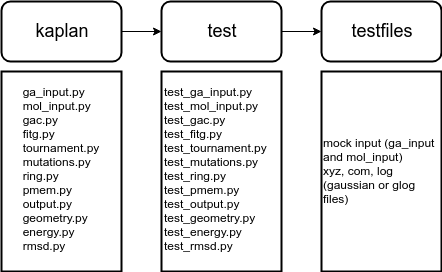 kaplan
test
testfiles
ga_input.py
mol_input.py
gac.py
fitg.py
tournament.py
mutations.py
ring.py
pmem.py
output.py
geometry.py
energy.py
rmsd.py
test_ga_input.py
test_mol_input.py
test_gac.py
test_fitg.py
test_tournament.py
test_mutations.py
test_ring.py
test_pmem.py
test_output.py
test_geometry.py
test_energy.py
test_rmsd.py
mock input (ga_input
and mol_input)
xyz, com, log
(gaussian or glog
files)